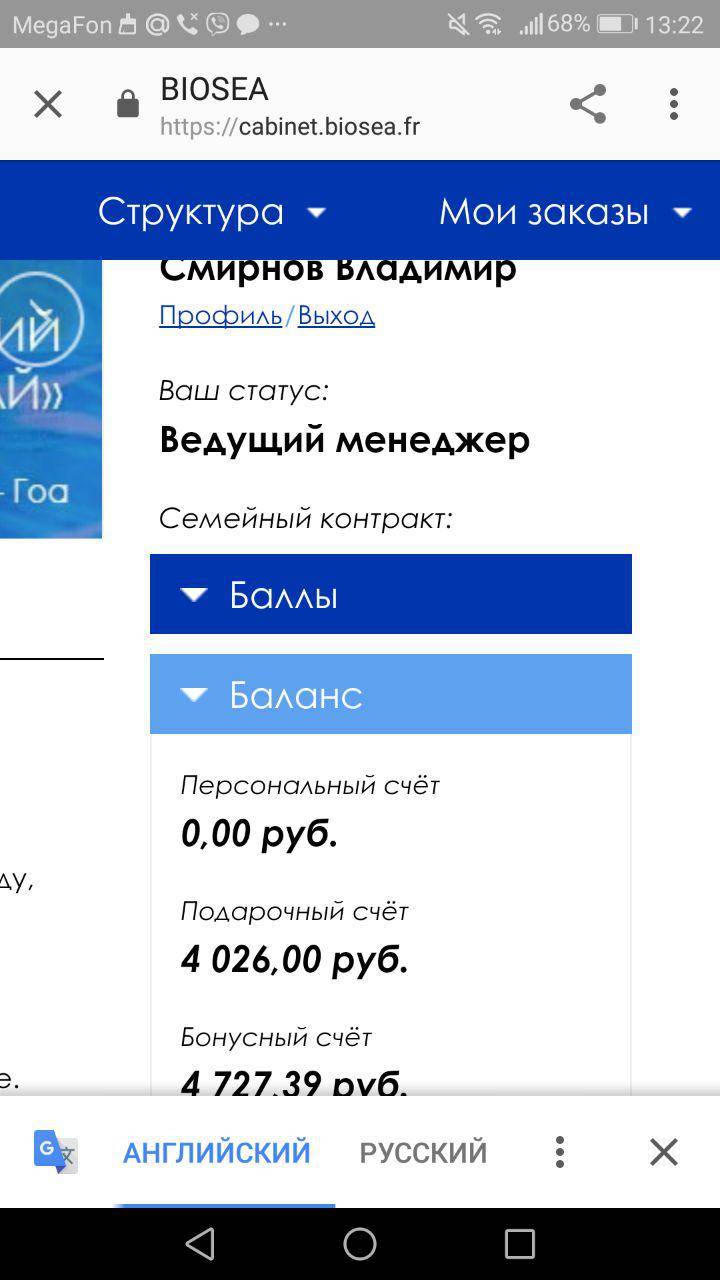 MegaFon
68%
13:22
BIOSEA
https://cabinet.biosea.fr
Структура
Мои заказы
Смирнов Владимир
ИЙ
Й»
- Гоа
Профиль/Выход
Ваш статус:
Ведущий менеджер
Семейный контракт:
Баллы
Баланс
Персональный счёт
0,00 руб.
ду,
Подарочный счёт
4 026,00 руб.
Бонусный счёт
4 727,39 руб.
е.
G
文
АНГЛИЙСКИЙ
РУССКИЙ